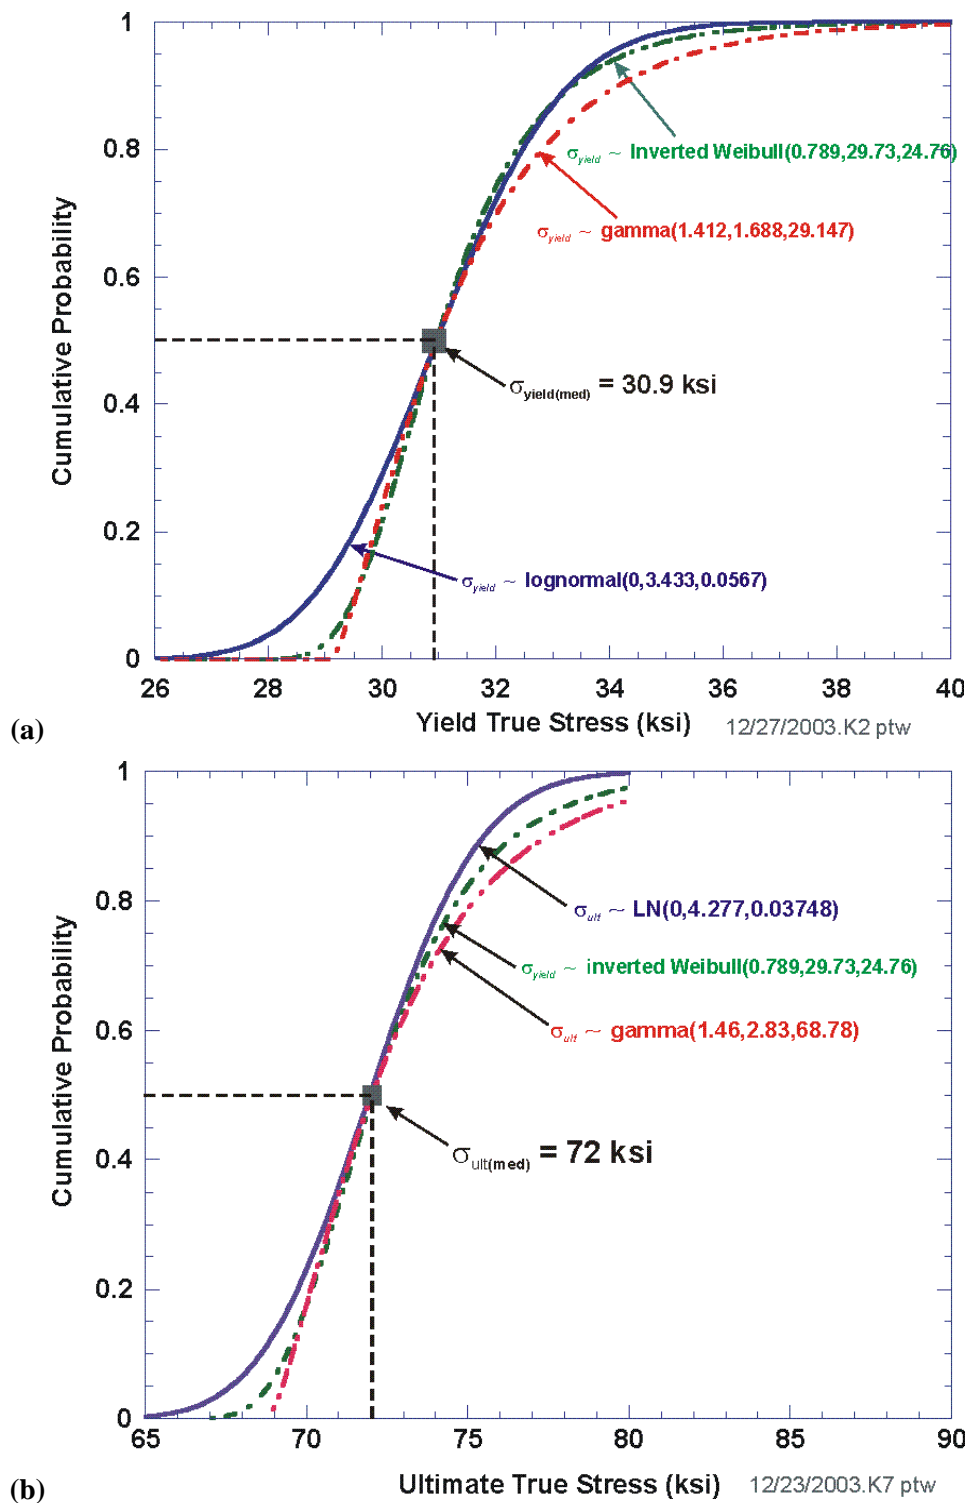 1
0.8
0.6
0.4
0.2
0
Cumulative Probability
σyield ~ Inverted Weibull(0.789,29.73,24.76)
σyield ~ gamma(1.412,1.688,29.147)
σyield(med) = 30.9 ksi
σyield ~ lognormal(0,3.433,0.0567)
26 28 30 32 34 36 38 40
(a)
Yield True Stress (ksi)
12/27/2003.K2 ptw
1
0.8
0.6
0.4
0.2
0
Cumulative Probability
σult ~ LN(0,4.277,0.03748)
σyield ~ inverted Weibull(0.789,29.73,24.76)
σult ~ gamma(1.46,2.83,68.78)
σult(med) = 72 ksi
65 70 75 80 85 90
(b)
Ultimate True Stress (ksi)
12/23/2003.K7 ptw